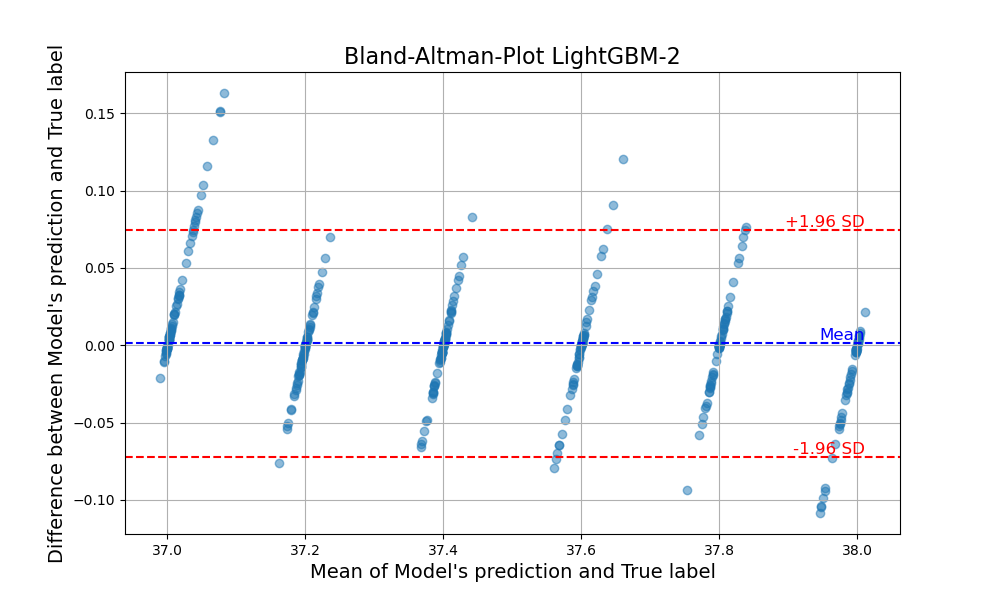 Bland-Altman-Plot LightGBM-2
Difference between Model's prediction and True label
0.15
0.10
0.05
0.00
−0.05
−0.10
+1.96 SD
Mean
-1.96 SD
37.0 37.2 37.4 37.6 37.8 38.0
Mean of Model's prediction and True label